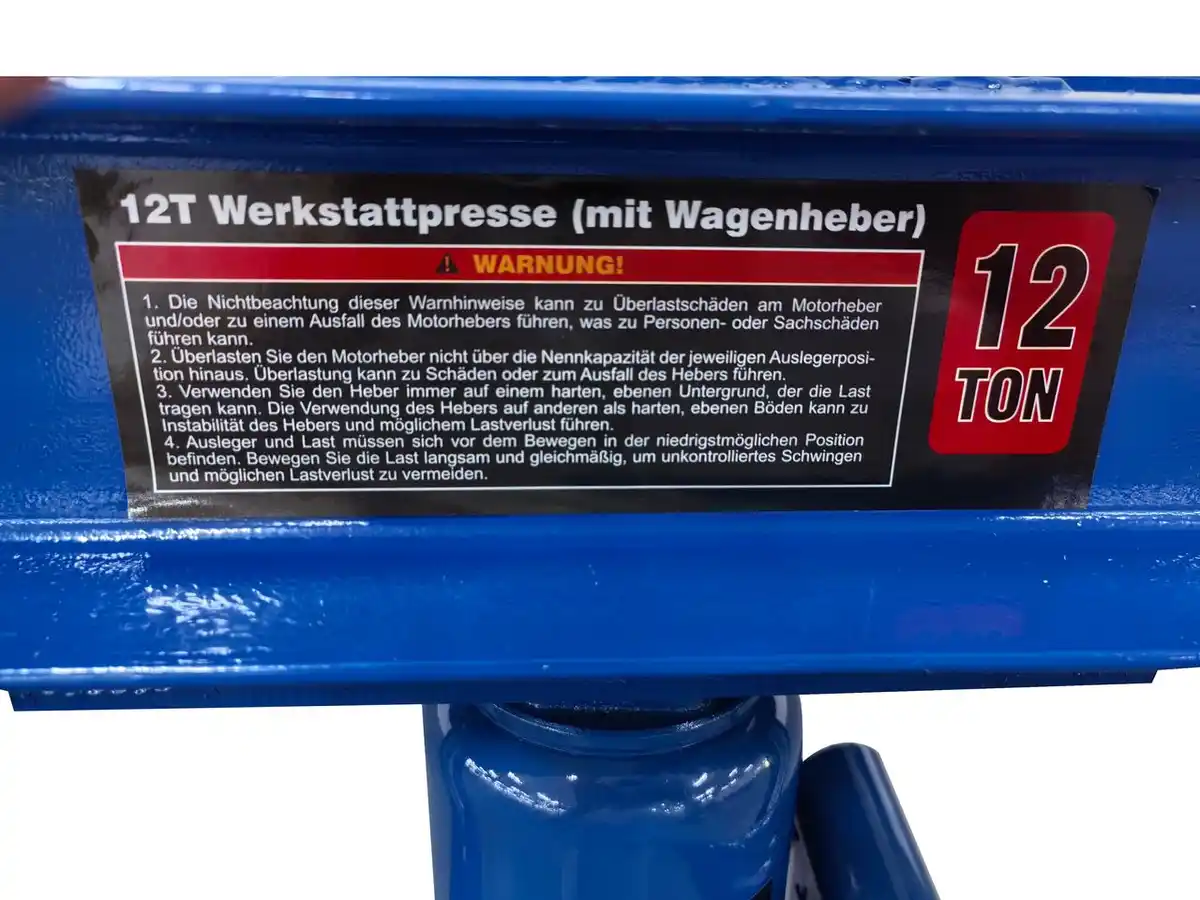 12T Werkstattpresse (mit Wagenheber)
WARNUNG!
1. Die Nichtbeachtung dieser Warnhinweise kann zu Überlastschäden am Motorheber
und/oder zu einem Ausfall des Motorhebers führen, was zu Personen- oder Sachschäden
führen kann.
2. Überlasten Sie den Motorheber nicht über die Nennkapazität der jeweiligen Auslegerposi-
tion hinaus. Überlastung kann zu Schäden oder zum Ausfall des Hebers führen.
3. Verwenden Sie den Heber immer auf einem harten, ebenen Untergrund, der die Last
tragen kann. Die Verwendung des Hebers auf anderen als harten, ebenen Böden kann zu
Instabilität des Hebers und möglichem Lastverlust führen.
4. Ausleger und Last müssen sich vor dem Bewegen in der niedrigstmöglichen Position
befinden. Bewegen Sie die Last langsam und gleichmäßig, um unkontrolliertes Schwingen
und möglichen Lastverlust zu vermeiden.
12
TON